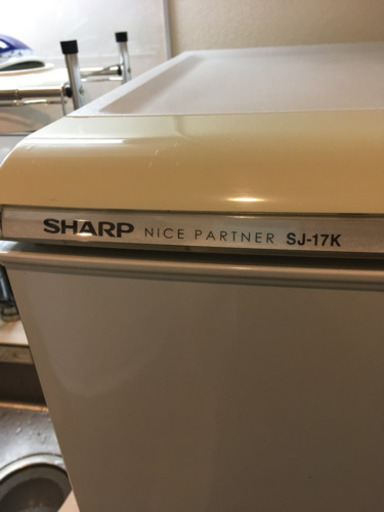 SHARP NICE PARTNER SJ-17K